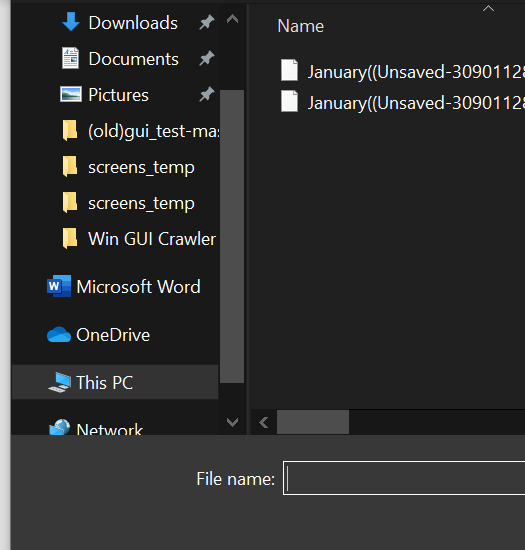 Downloads
Documents
Pictures
(old)gui_test-mas
screens_temp
screens_temp
Win GUI Crawler
Microsoft Word
OneDrive
This PC
Network
Name
January((Unsaved-30901128
January((Unsaved-30901128
File name: